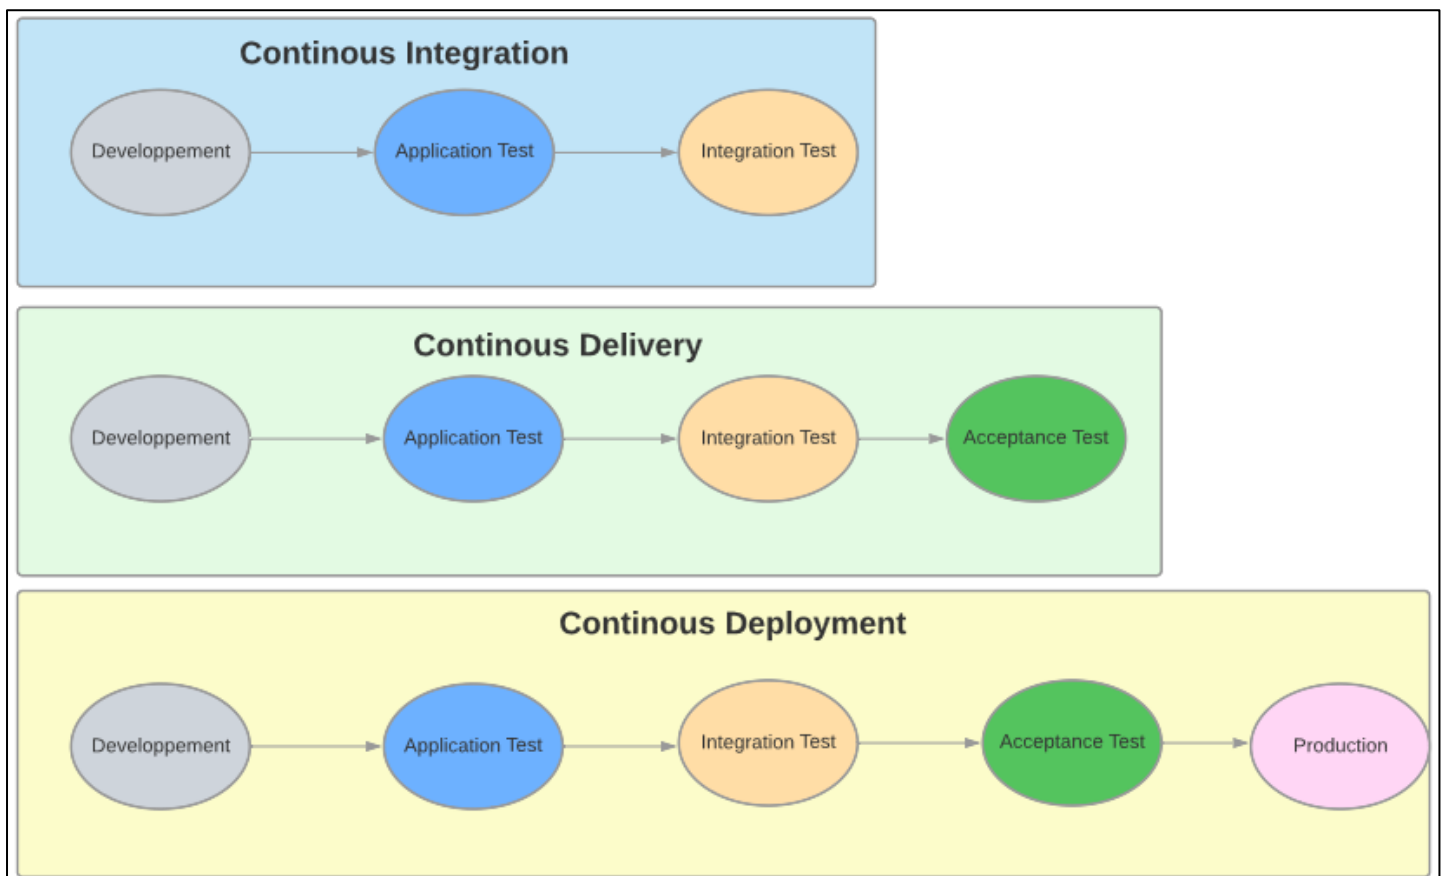 Continous Integration
Developpement
Application Test
Integration Test
Continous Delivery
Developpement
Application Test
Integration Test
Acceptance Test
Continous Deployment
Developpement
Application Test
Integration Test
Acceptance Test
Production